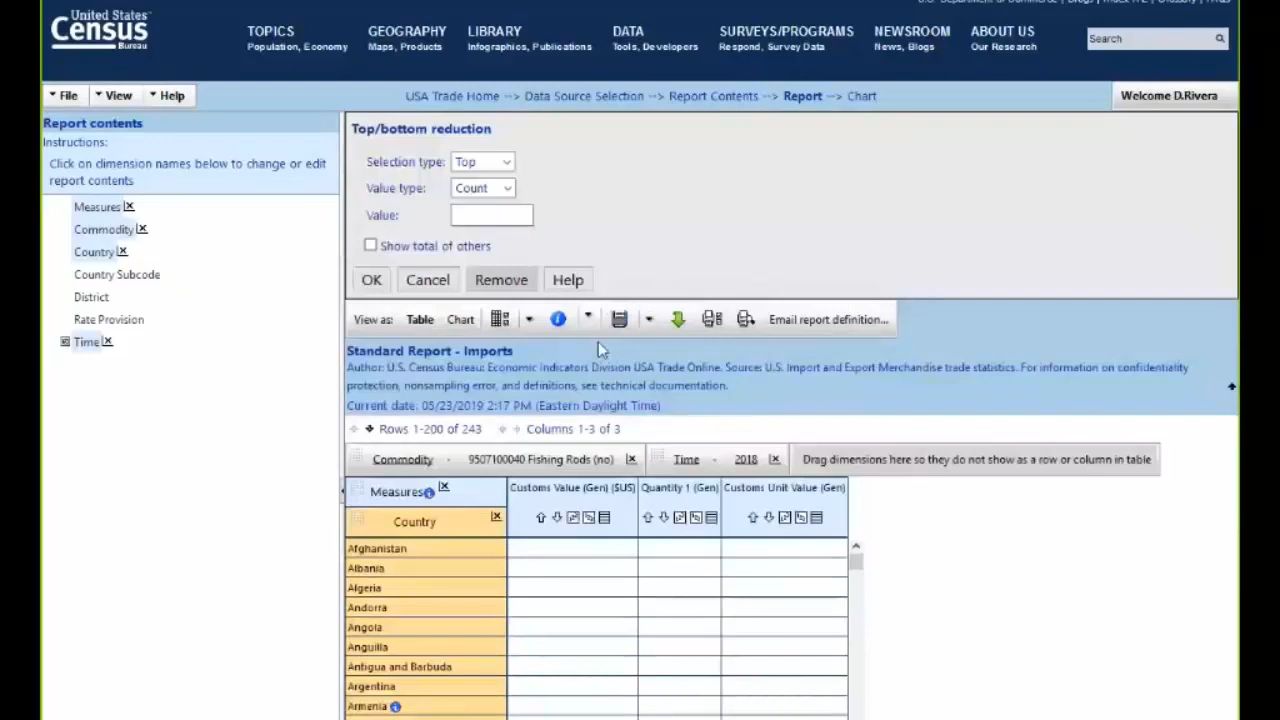 U.S. Department of Commerce | Blogs | Index A-Z | Glossary | FAQs
United States™
Census
Bureau
TOPICS
Population, Economy
GEOGRAPHY
Maps, Products
LIBRARY
Infographics, Publications
DATA
Tools, Developers
SURVEYS/PROGRAMS
Respond, Survey Data
NEWSROOM
News, Blogs
ABOUT US
Our Research
Search
File View Help
USA Trade Home --> Data Source Selection --> Report Contents --> Report --> Chart
Welcome D.Rivera
Report contents
Instructions:
Click on dimension names below to change or edit
report contents
Measures
Commodity
Country
Country Subcode
District
Rate Provision
Time
Top/bottom reduction
Selection type: Top
Value type: Count
Value:
Show total of others
OK Cancel Remove Help
View as: Table Chart Email report definition...
Standard Report - Imports
Author: U.S. Census Bureau: Economic Indicators Division USA Trade Online. Source: U.S. Import and Export Merchandise trade statistics. For information on confidentiality
protection, nonsampling error, and definitions, see technical documentation.
Current date: 05/23/2019 2:17 PM (Eastern Daylight Time)
Rows 1-200 of 243 Columns 1-3 of 3
Commodity - 9507100040 Fishing Rods (no) Time - 2018 Drag dimensions here so they do not show as a row or column in table
Measures Customs Value (Gen) ($US) Quantity 1 (Gen) Customs Unit Value (Gen)
Country
Afghanistan
Albania
Algeria
Andorra
Angola
Anguilla
Antigua and Barbuda
Argentina
Armenia